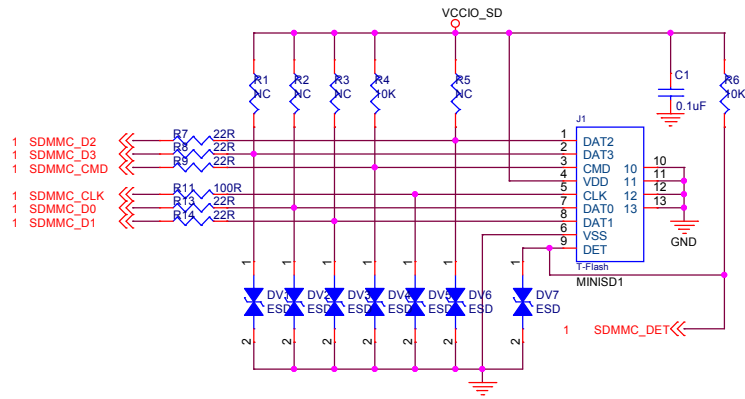 VCCIO_SD
R1 R2 R3 R4 R5 C1 R6
NC NC NC 10K NC 0.1uF 10K
J1
1 SDMMC_D2 R7 22R 1 DAT2
1 SDMMC_D3 R8 22R 2 DAT3
1 SDMMC_CMD R9 22R 3 CMD 10 10
4 VDD 11 11
1 SDMMC_CLK R11 100R 5 CLK 12 12
1 SDMMC_D0 R13 22R 7 DAT0 13 13
1 SDMMC_D1 R14 22R 8 DAT1
6 VSS
9 DET
GND
T-Flash
MINISD1
1 1 1 1 1 1 1
DV1 DV2 DV3 DV4 DV5 DV6 DV7
ESD ESD ESD ESD ESD ESD ESD
2 2 2 2 2 2 2
1 SDMMC_DET